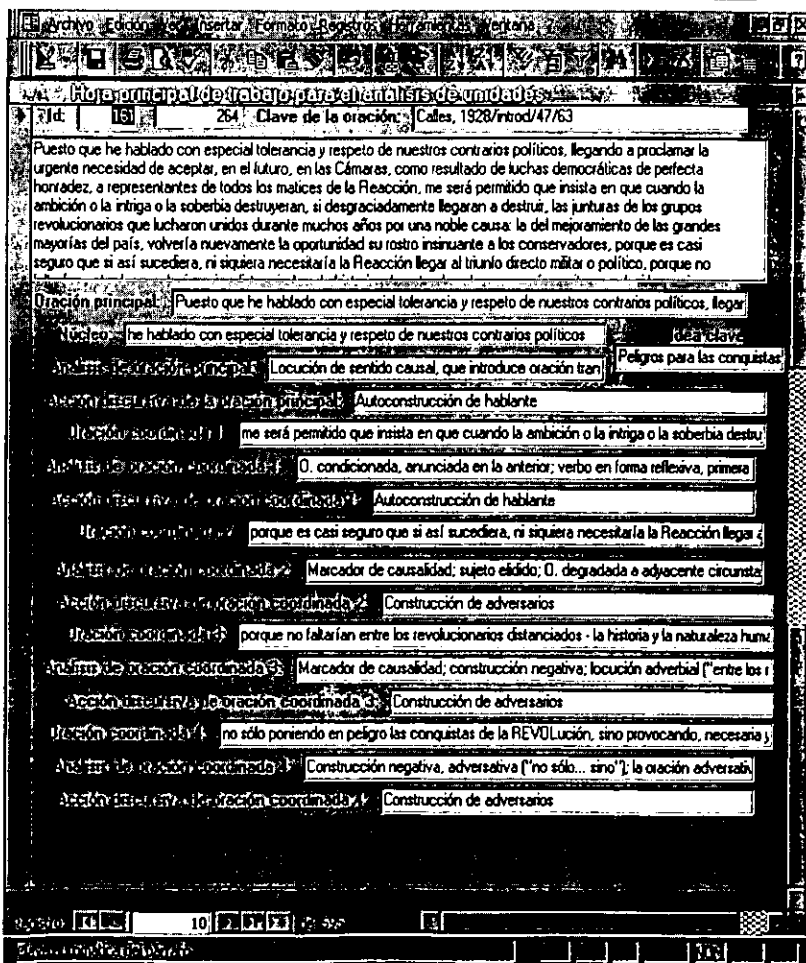 Archivo Edición Ver Insertar Formato Registros Herramientas Ventana
Hoja principal de trabajo para el análisis de unidades
Id: 161 264 Clave de la oración: Calles, 1928/introd/47/63
Puesto que he hablado con especial tolerancia y respeto de nuestros contrarios políticos, llegando a proclamar la
urgente necesidad de aceptar, en el futuro, en las Cámaras, como resultado de luchas democráticas de perfecta
honradez, a representantes de todos los matices de la Reacción, me será permitido que insista en que cuando la
ambición o la intriga o la soberbia destruyeran, si desgraciadamente llegaran a destruir, las junturas de los grupos
revolucionarios que lucharon unidos durante muchos años por una noble causa: la del mejoramiento de las grandes
mayorías del país, volvería nuevamente la oportunidad su rostro insinuante a los conservadores, porque es casi
seguro que si así sucediera, ni siquiera necesitaría la Reacción llegar al triunfo directo militar o político, porque no
Oración principal: Puesto que he hablado con especial tolerancia y respeto de nuestros contrarios políticos, llegar
Núcleo: he hablado con especial tolerancia y respeto de nuestros contrarios políticos Idea clave
Peligros para las conquistas
Análisis de oración principal: Locución de sentido causal, que introduce oración tran
Acción discursiva de la oración principal: Autoconstrucción de hablante
Oración coordinada 1: me será permitido que insista en que cuando la ambición o la intriga o la soberbia destru
Análisis de oración coordinada 1: O. condicionada, anunciada en la anterior; verbo en forma reflexiva, primera
Acción discursiva de oración coordinada 1: Autoconstrucción de hablante
Oración coordinada 2: porque es casi seguro que si así sucediera, ni siquiera necesitaría la Reacción llegar a
Análisis de oración coordinada 2: Marcador de causalidad; sujeto elidido; O. degradada a adyacente circunsta
Acción discursiva de oración coordinada 2: Construcción de adversarios
Oración coordinada 3: porque no faltarían entre los revolucionarios distanciados - la historia y la naturaleza huma
Análisis de oración coordinada 3: Marcador de causalidad; construcción negativa; locución adverbial ("entre los r
Acción discursiva de oración coordinada 3: Construcción de adversarios
Oración coordinada 4: no sólo poniendo en peligro las conquistas de la REVOLución, sino provocando, necesaria y
Análisis de oración coordinada 4: Construcción negativa, adversativa ("no sólo... sino"); la oración adversativ
Acción discursiva de oración coordinada 4: Construcción de adversarios
Registro: 10